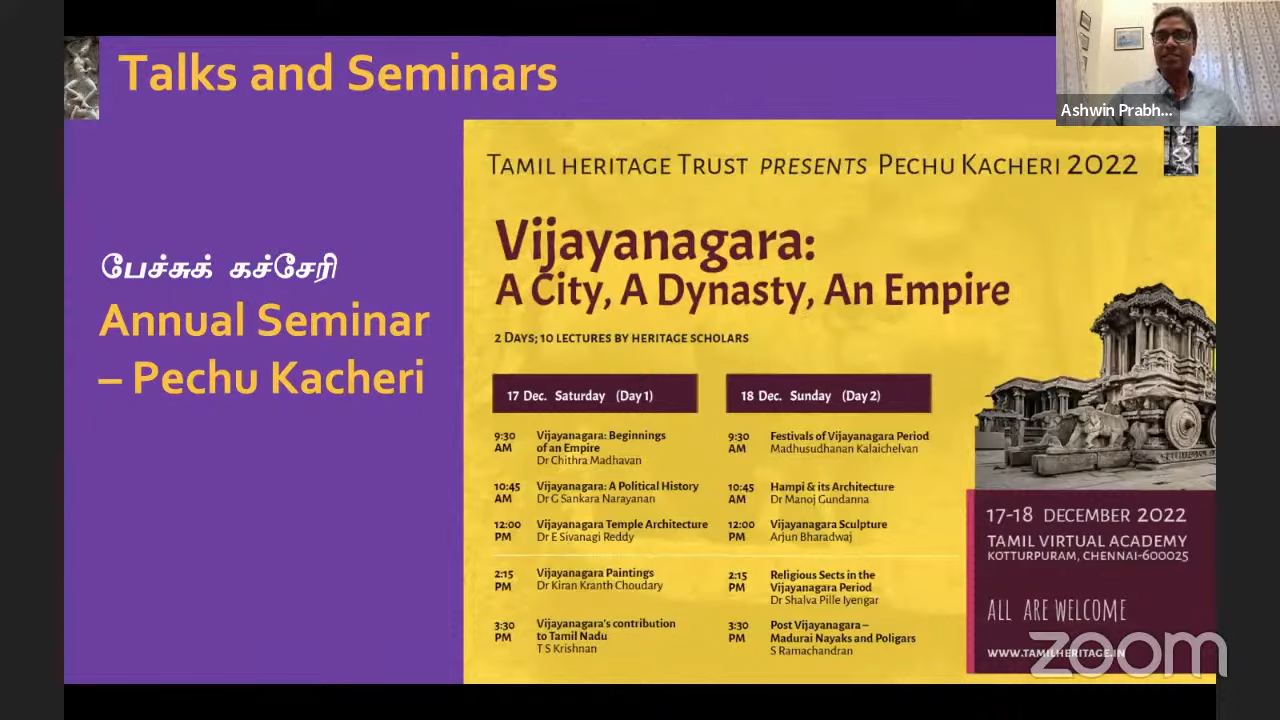 Talks and Seminars
Ashwin Prabh...
பேச்சுக் கச்சேரி
Annual Seminar
– Pechu Kacheri
TAMIL HERITAGE TRUST PRESENTS PECHU KACHERI 2022
Vijayanagara:
A City, A Dynasty, An Empire
2 DAYS; 10 LECTURES BY HERITAGE SCHOLARS
17 Dec. Saturday (Day 1)
9:30 AM
Vijayanagara: Beginnings
of an Empire
Dr Chithra Madhavan
10:45 AM
Vijayanagara: A Political History
Dr G Sankara Narayanan
12:00 PM
Vijayanagara Temple Architecture
Dr E Sivanagi Reddy
2:15 PM
Vijayanagara Paintings
Dr Kiran Kranth Choudary
3:30 PM
Vijayanagara's contribution
to Tamil Nadu
T S Krishnan
18 Dec. Sunday (Day 2)
9:30 AM
Festivals of Vijayanagara Period
Madhusudhanan Kalaichelvan
10:45 AM
Hampi & its Architecture
Dr Manoj Gundanna
12:00 PM
Vijayanagara Sculpture
Arjun Bharadwaj
2:15 PM
Religious Sects in the
Vijayanagara Period
Dr Shalva Pille Iyengar
3:30 PM
Post Vijayanagara –
Madurai Nayaks and Poligars
S Ramachandran
17-18 DECEMBER 2022
TAMIL VIRTUAL ACADEMY
KOTTURPURAM, CHENNAI-600025
ALL ARE WELCOME
WWW.TAMILHERITAGE.IN
zoom